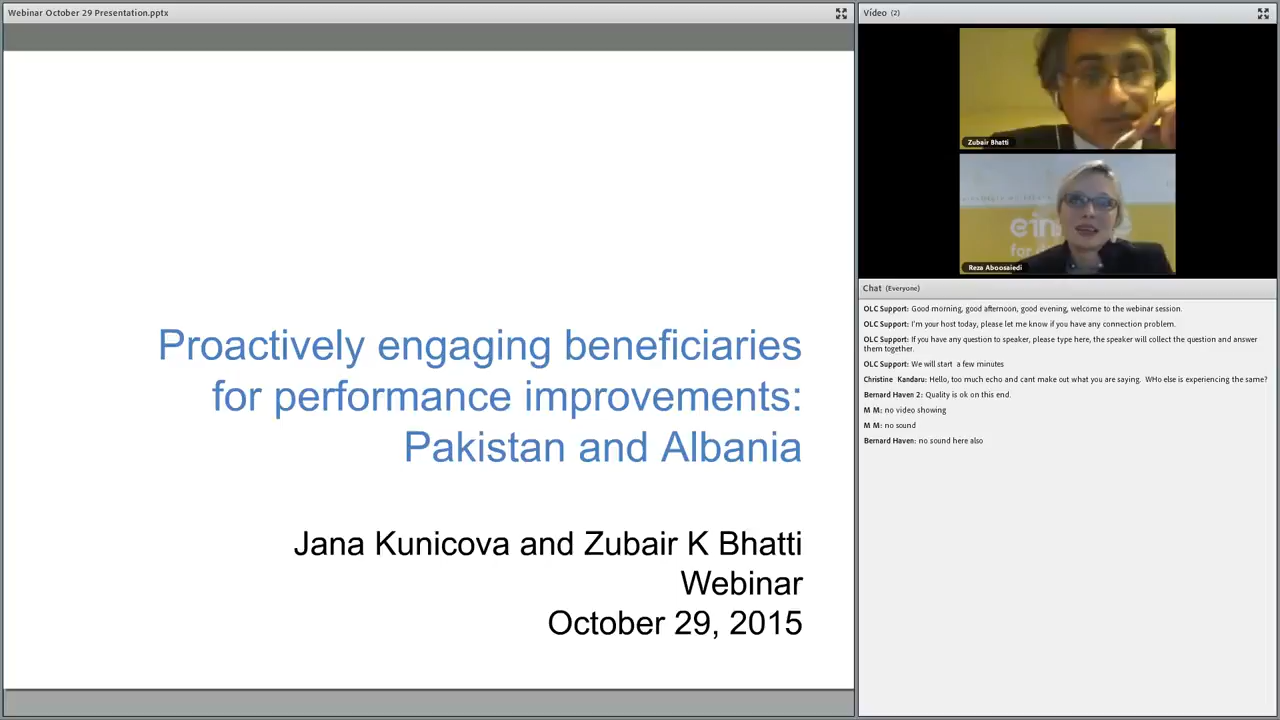 Webinar October 29 Presentation.pptx
Proactively engaging beneficiaries
for performance improvements:
Pakistan and Albania
Jana Kunicova and Zubair K Bhatti
Webinar
October 29, 2015
Vídeo (2)
Zubair Bhatti
for d
Reza Aboosaiedi
Chat (Everyone)
OLC Support: Good morning, good afternoon, good evening, welcome to the webinar session.
OLC Support: I'm your host today, please let me know if you have any connection problem.
OLC Support: If you have any question to speaker, please type here, the speaker will collect the question and answer
them together.
OLC Support: We will start a few minutes
Christine Kandaru: Hello, too much echo and cant make out what you are saying. WHo else is experiencing the same?
Bernard Haven 2: Quality is ok on this end.
M M: no video showing
M M: no sound
Bernard Haven: no sound here also